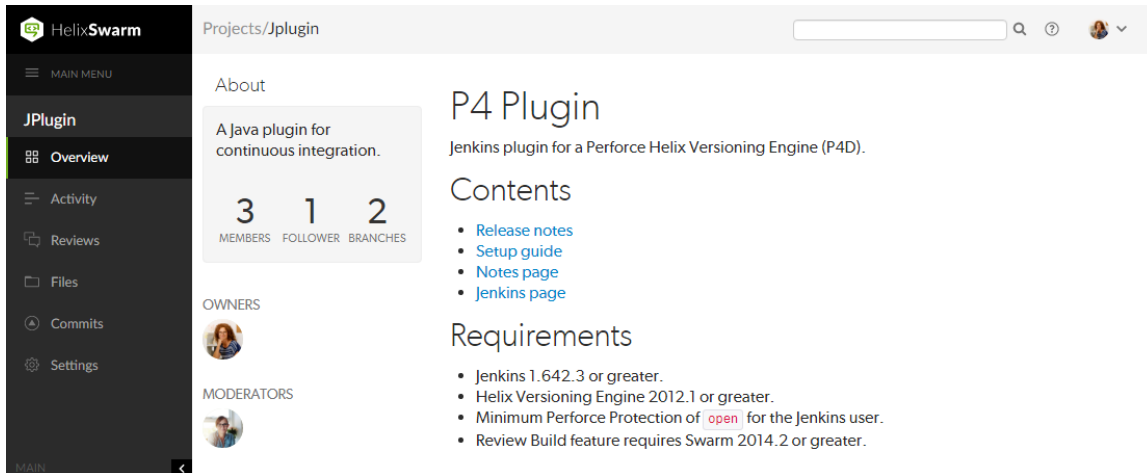 HelixSwarm
Projects/Jplugin
MAIN MENU
JPlugin
Overview
Activity
Reviews
Files
Commits
Settings
MAIN
About
A Java plugin for
continuous integration.
3 1 2
MEMBERS FOLLOWER BRANCHES
OWNERS
MODERATORS
P4 Plugin
Jenkins plugin for a Perforce Helix Versioning Engine (P4D).
Contents
• Release notes
• Setup guide
• Notes page
• Jenkins page
Requirements
• Jenkins 1.642.3 or greater.
• Helix Versioning Engine 2012.1 or greater.
• Minimum Perforce Protection of open for the Jenkins user.
• Review Build feature requires Swarm 2014.2 or greater.